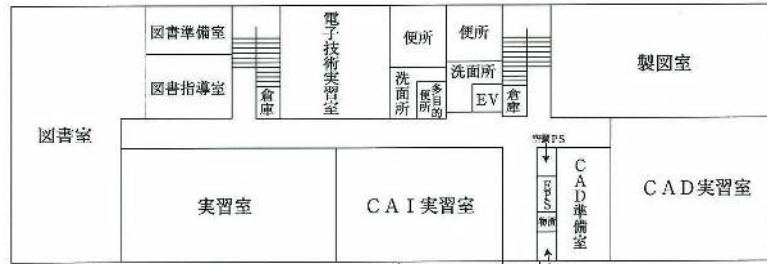 図書準備室
電子技術実習室
便所
便所
製図室
図書指導室
倉庫
洗面所
多目的便所
洗面所
EV
倉庫
図書室
空調PS
実習室
CAI実習室
EPS
CAD準備室
CAD実習室